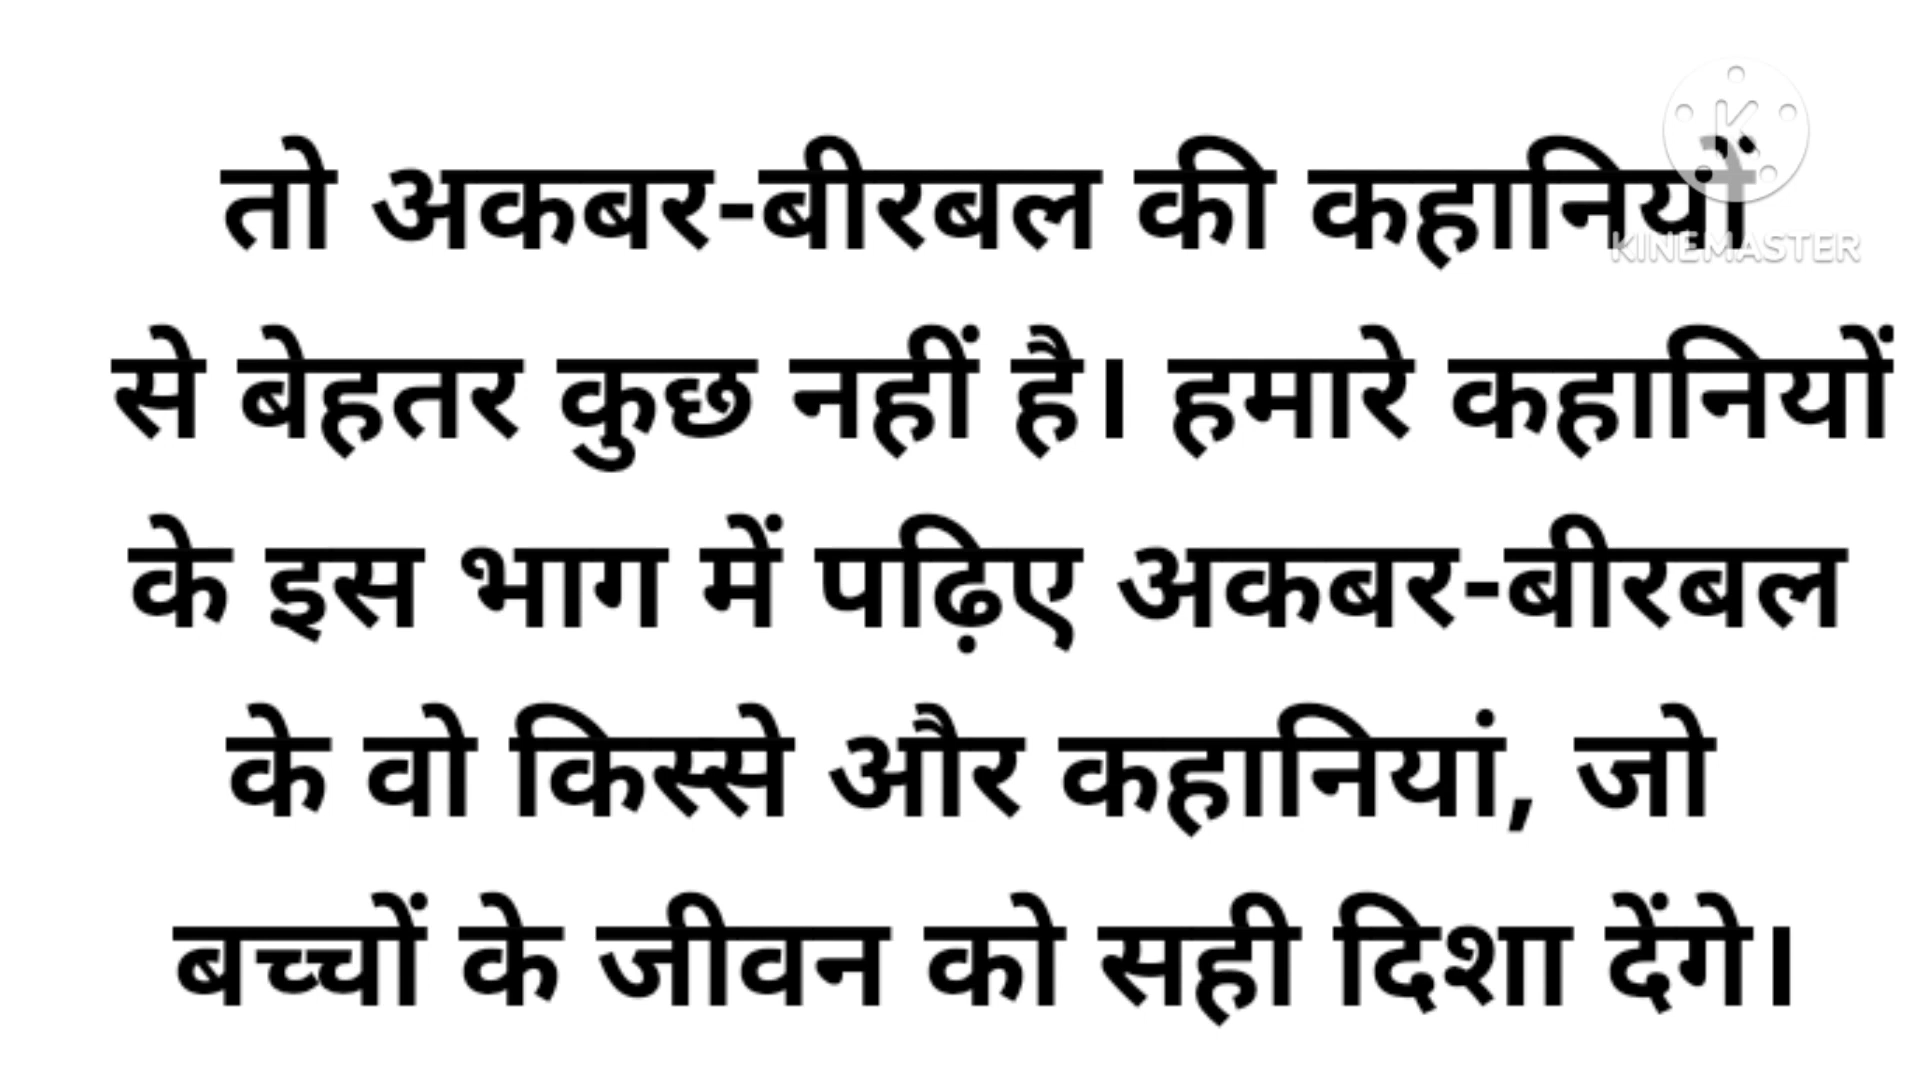 तो अकबर-बीरबल की कहानियों
से बेहतर कुछ नहीं है। हमारे कहानियों
के इस भाग में पढ़िए अकबर-बीरबल
के वो किस्से और कहानियां, जो
बच्चों के जीवन को सही दिशा देंगे।
K
KINEMASTER